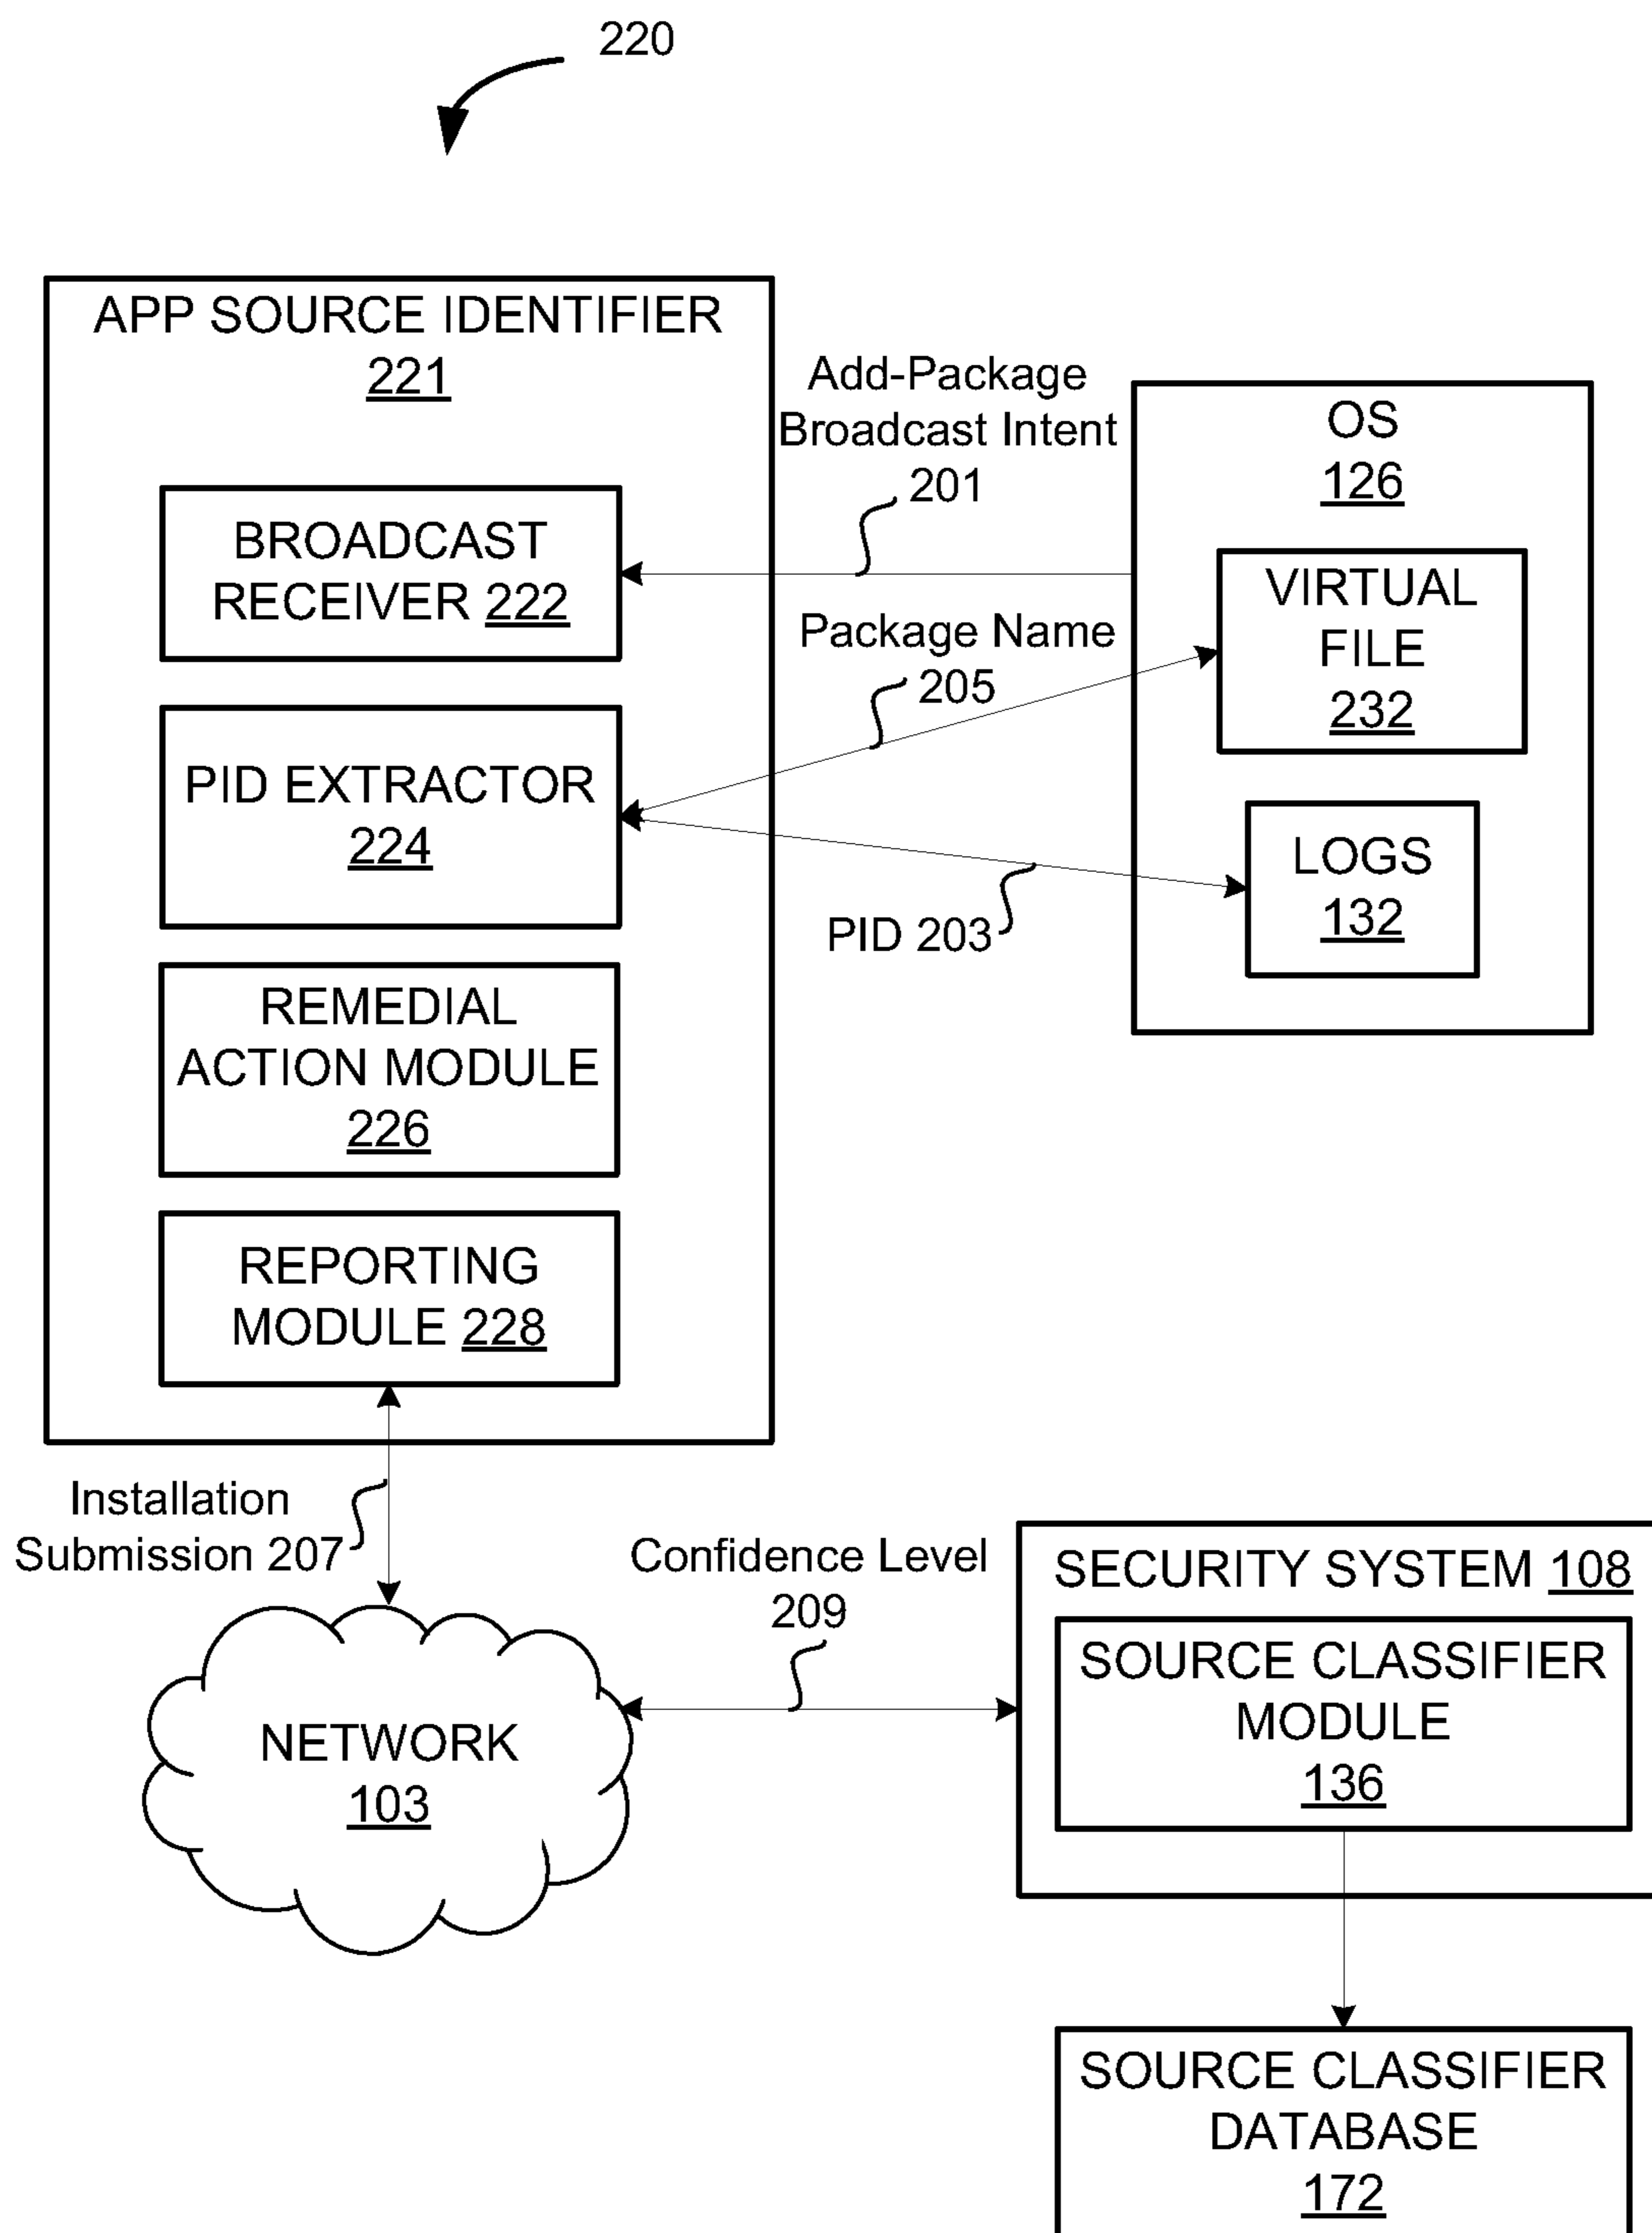 220
APP SOURCE IDENTIFIER
221
BROADCAST
RECEIVER 222
PID EXTRACTOR
224
REMEDIAL
ACTION MODULE
226
REPORTING
MODULE 228
Add-Package
Broadcast Intent
201
Package Name
205
PID 203
OS
126
VIRTUAL
FILE
232
LOGS
132
Installation
Submission 207
NETWORK
103
Confidence Level
209
SECURITY SYSTEM 108
SOURCE CLASSIFIER
MODULE
136
SOURCE CLASSIFIER
DATABASE
172